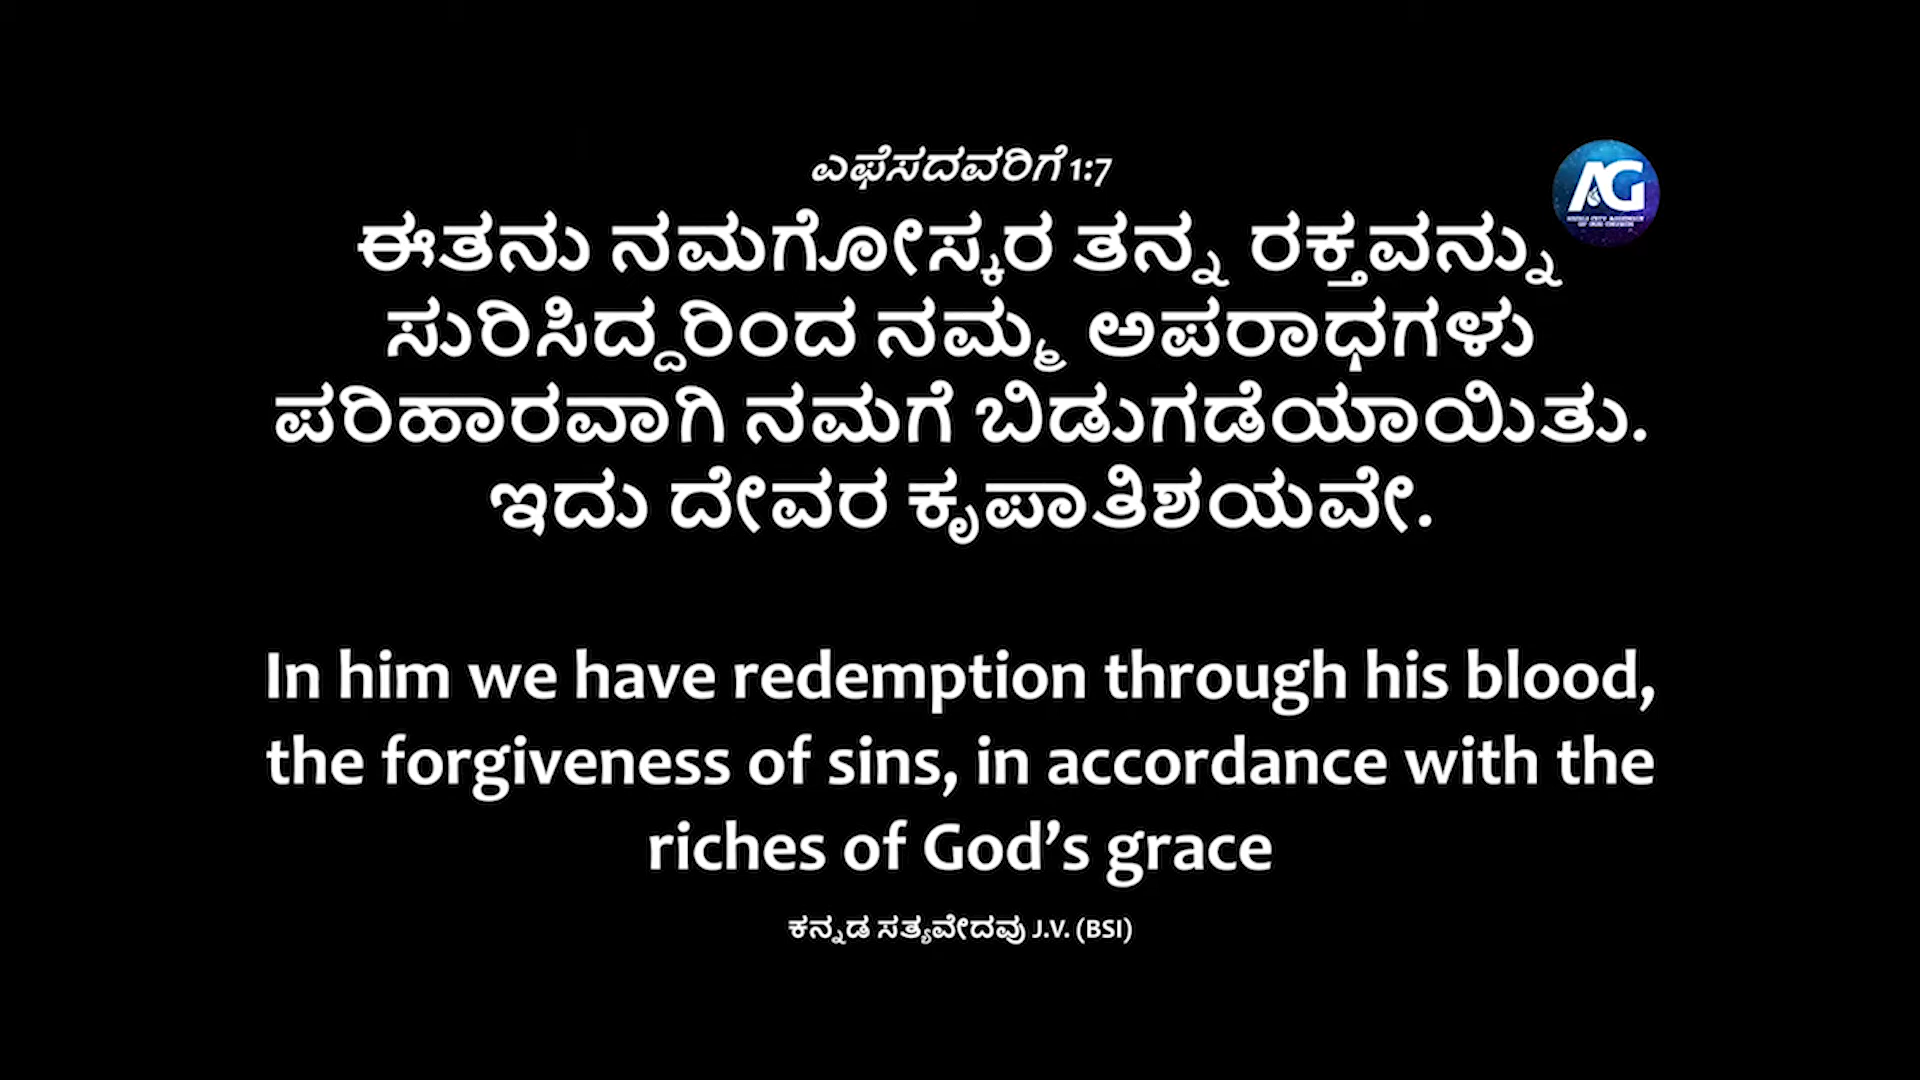 ಎಫೆಸದವರಿಗೆ 1:7
AG
ಈತನು ನಮಗೋಸ್ಕರ ತನ್ನ ರಕ್ತವನ್ನು
ಸುರಿಸಿದ್ದರಿಂದ ನಮ್ಮ ಅಪರಾಧಗಳು
ಪರಿಹಾರವಾಗಿ ನಮಗೆ ಬಿಡುಗಡೆಯಾಯಿತು.
ಇದು ದೇವರ ಕೃಪಾತಿಶಯವೇ.
In him we have redemption through his blood,
the forgiveness of sins, in accordance with the
riches of God’s grace
ಕನ್ನಡ ಸತ್ಯವೇದವು J.V. (BSI)